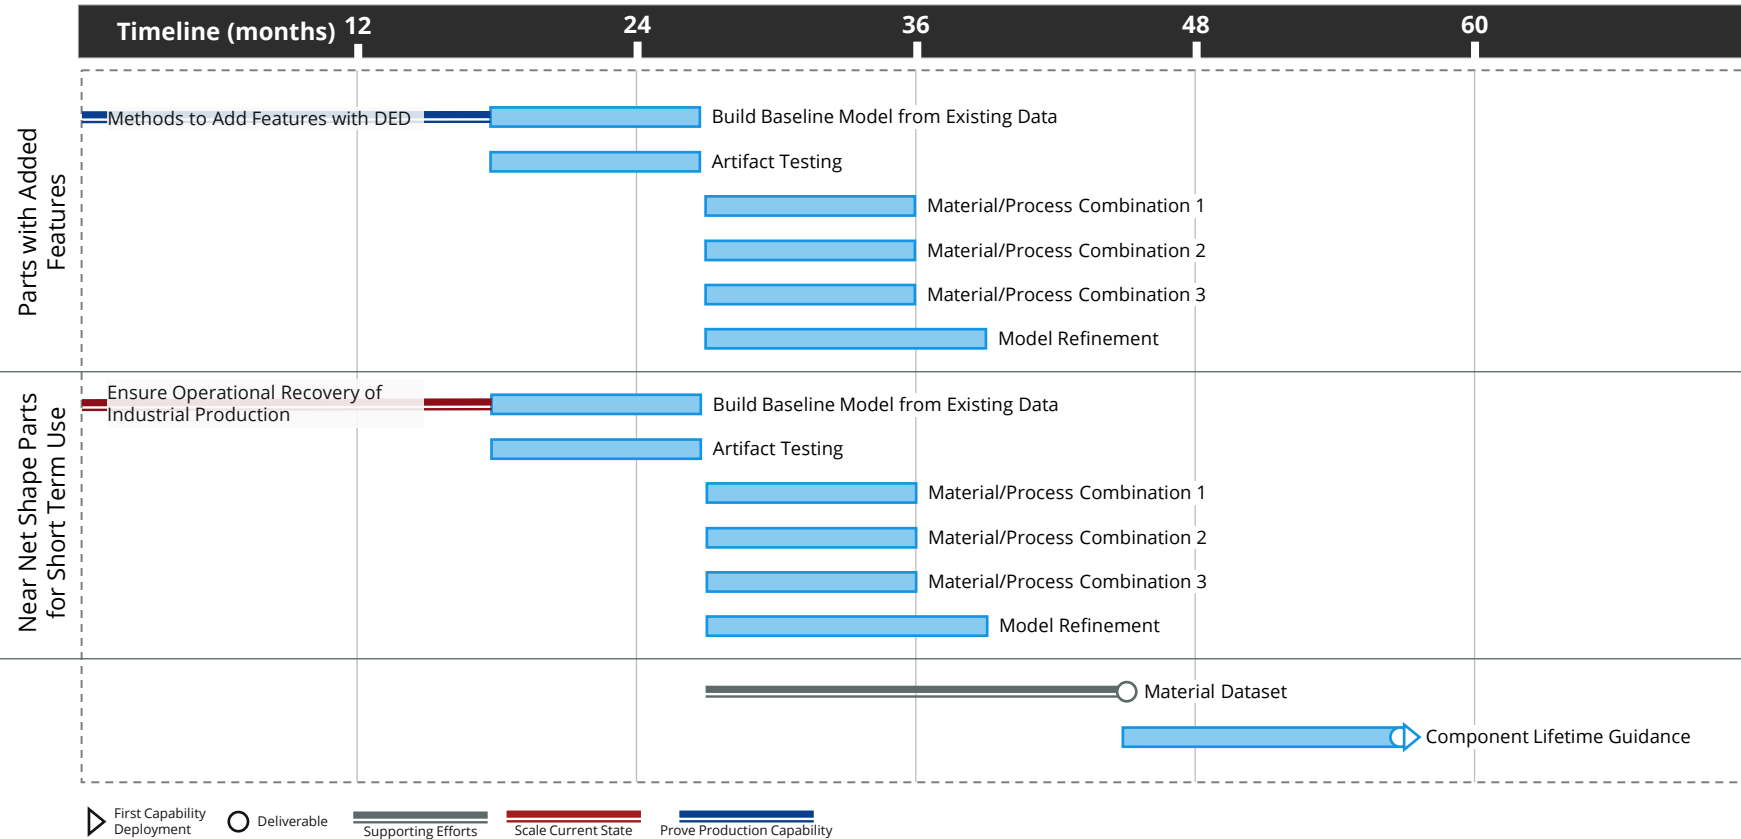 Timeline (months) 12 24 36 48 60
Parts with Added
Features
Methods to Add Features with DED
Build Baseline Model from Existing Data
Artifact Testing
Material/Process Combination 1
Material/Process Combination 2
Material/Process Combination 3
Model Refinement
Near Net Shape Parts
for Short Term Use
Ensure Operational Recovery of
Industrial Production
Build Baseline Model from Existing Data
Artifact Testing
Material/Process Combination 1
Material/Process Combination 2
Material/Process Combination 3
Model Refinement
Material Dataset
Component Lifetime Guidance
First Capability
Deployment
Deliverable
Supporting Efforts
Scale Current State
Prove Production Capability